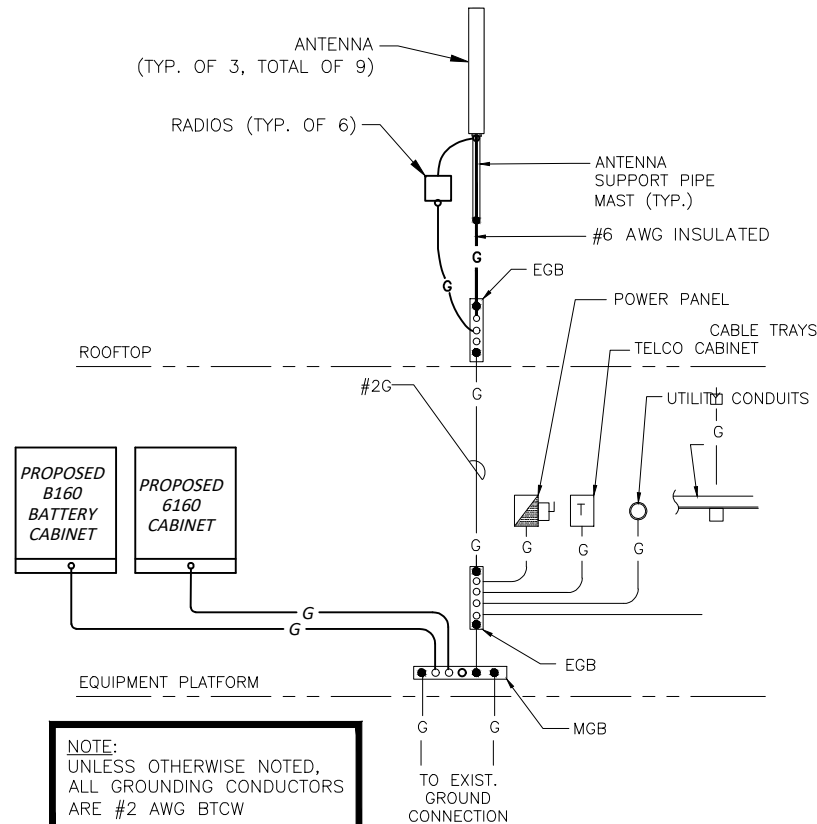 ANTENNA
(TYP. OF 3, TOTAL OF 9)
RADIOS (TYP. OF 6)
ANTENNA
SUPPORT PIPE
MAST (TYP.)
#6 AWG INSULATED
G
G
EGB
POWER PANEL
CABLE TRAYS
TELCO CABINET
ROOFTOP
#2G
G
UTILITY CONDUITS
G
PROPOSED
B160
BATTERY
CABINET
PROPOSED
6160
CABINET
T
G
G
G
G
G
G
EGB
EQUIPMENT PLATFORM
MGB
G
G
TO EXIST.
GROUND
CONNECTION
NOTE:
UNLESS OTHERWISE NOTED,
ALL GROUNDING CONDUCTORS
ARE #2 AWG BTCW